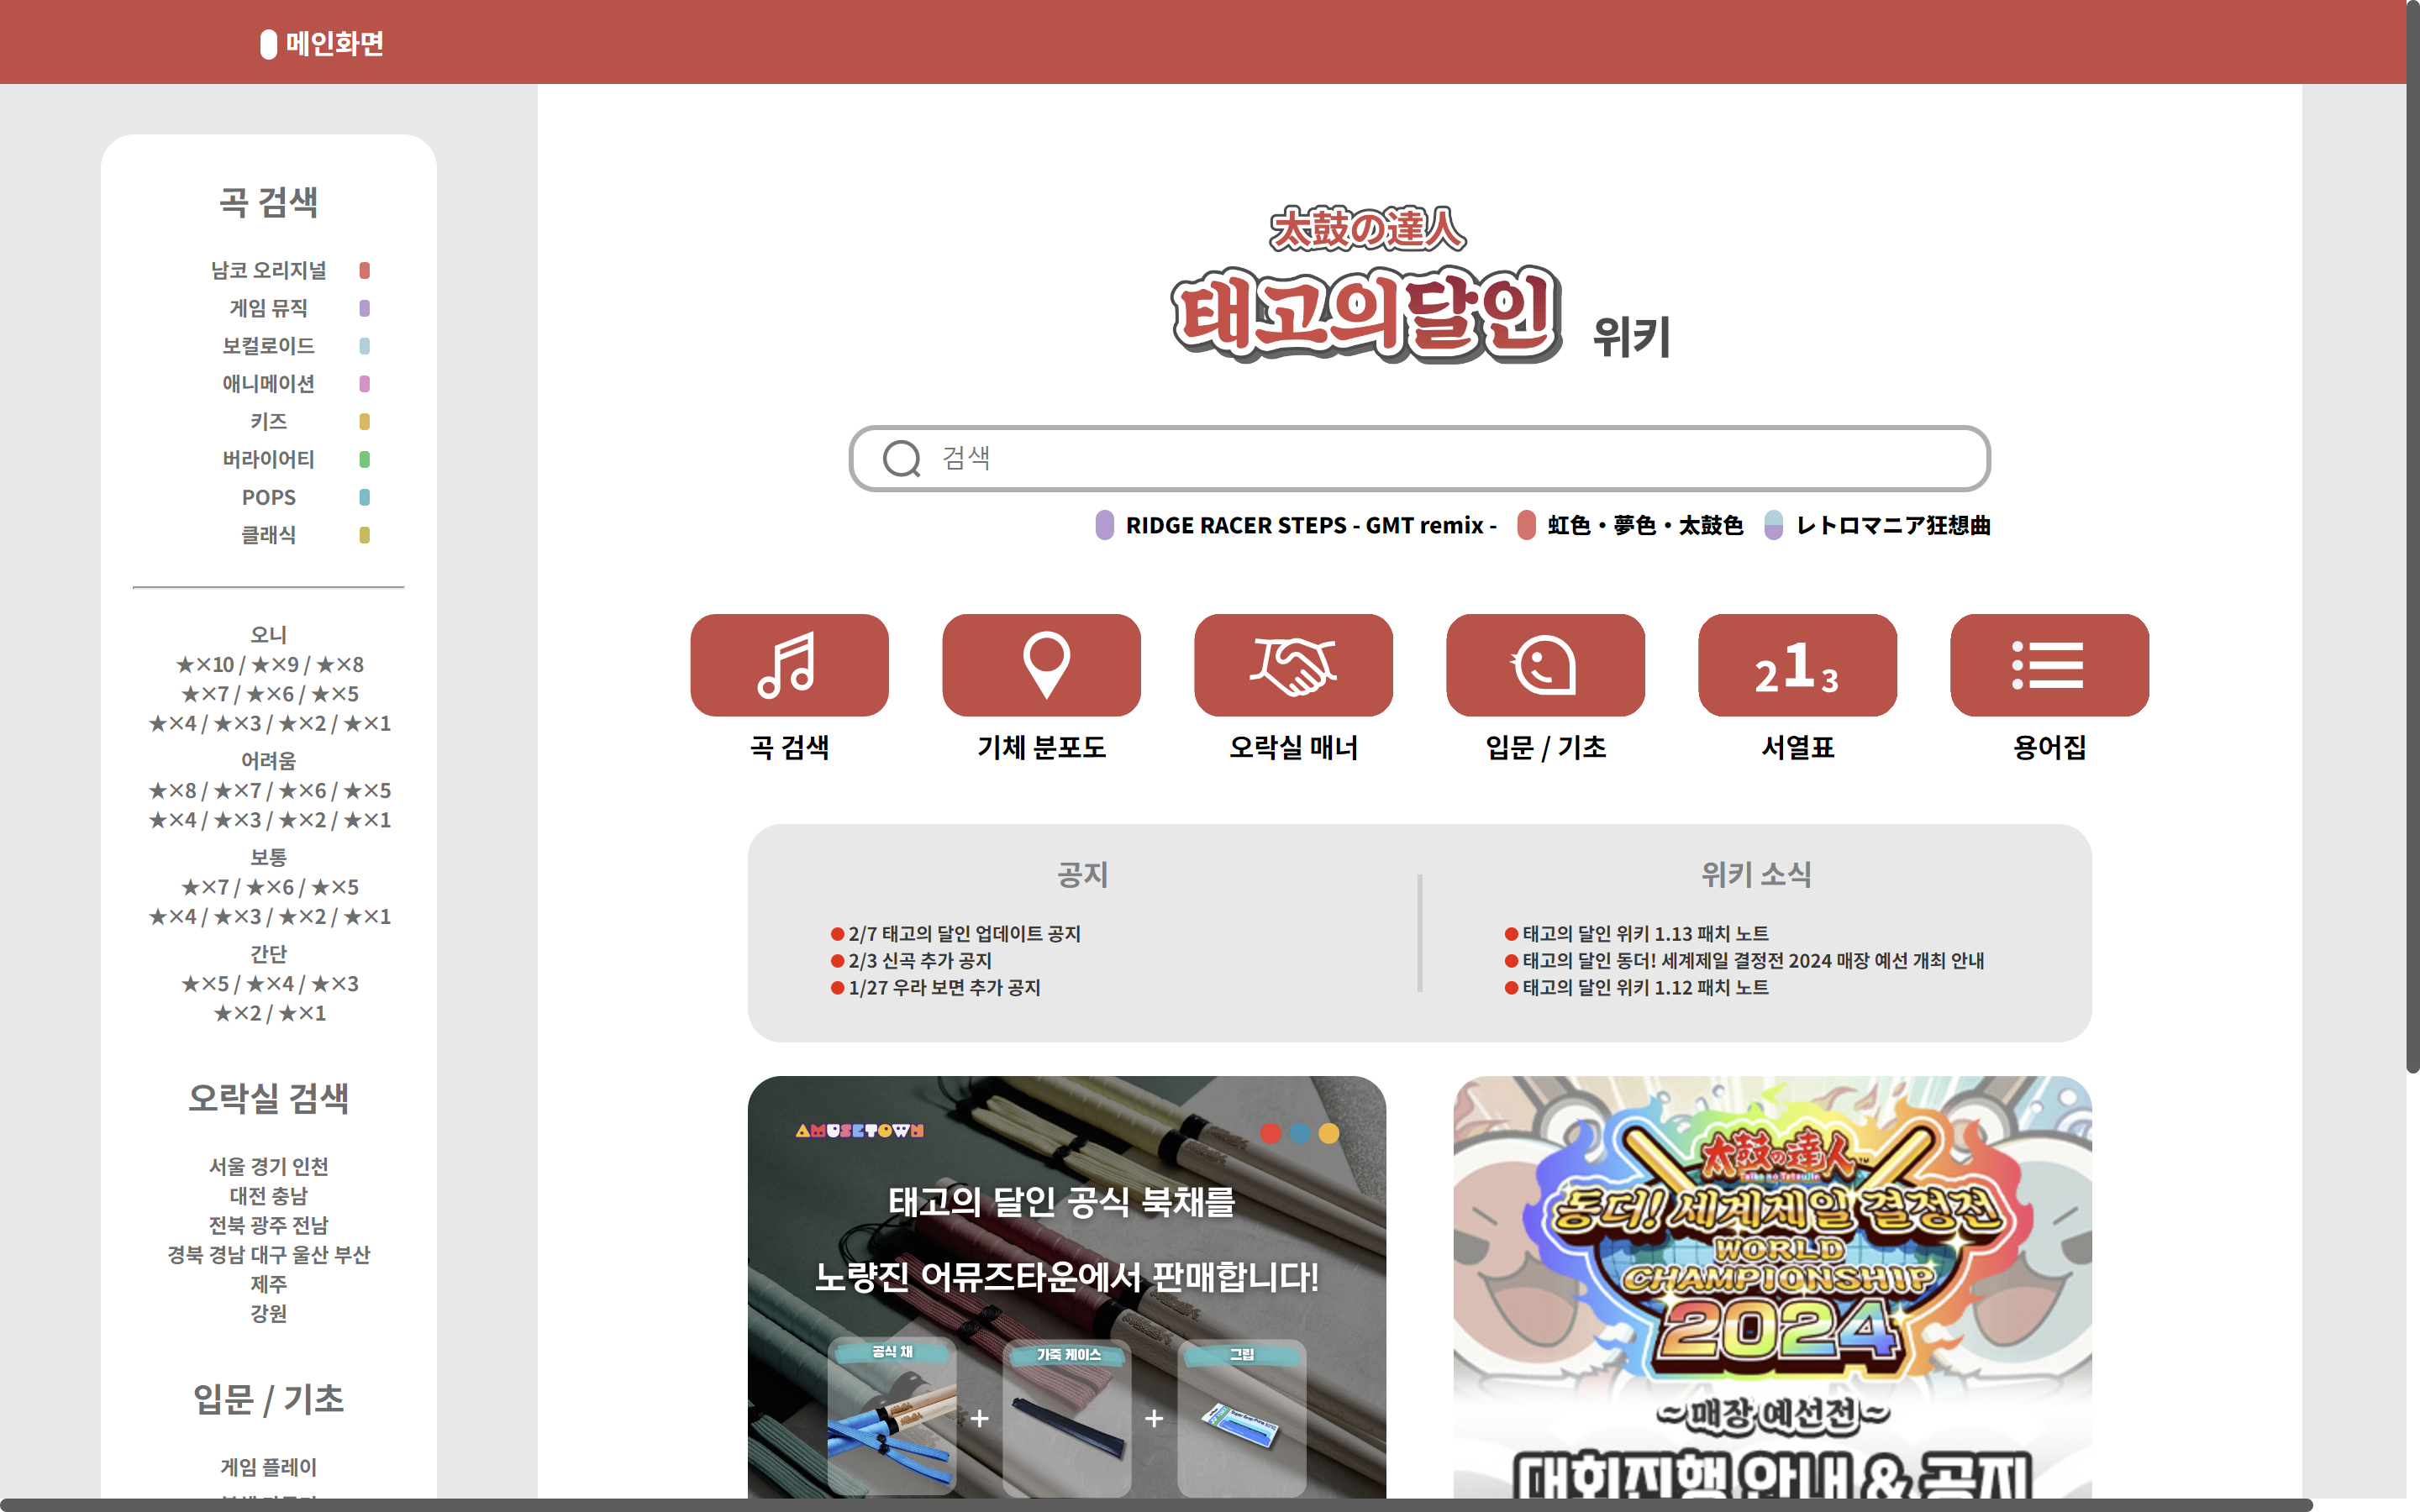 메인화면
곡 검색
남코 오리지널
게임 뮤직
보컬로이드
애니메이션
키즈
버라이어티
POPS
클래식
오니
★×10 / ★×9 / ★×8
★×7 / ★×6 / ★×5
★×4 / ★×3 / ★×2 / ★×1
어려움
★×8 / ★×7 / ★×6 / ★×5
★×4 / ★×3 / ★×2 / ★×1
보통
★×7 / ★×6 / ★×5
★×4 / ★×3 / ★×2 / ★×1
간단
★×5 / ★×4 / ★×3
★×2 / ★×1
오락실 검색
서울 경기 인천
대전 충남
전북 광주 전남
경북 경남 대구 울산 부산
제주
강원
입문 / 기초
게임 플레이
太鼓の達人
태고의달인 위키
검색
RIDGE RACER STEPS - GMT remix - 虹色・夢色・太鼓色 レトロマニア狂想曲
2 1 3
곡 검색
기체 분포도
오락실 매너
입문 / 기초
서열표
용어집
공지
2/7 태고의 달인 업데이트 공지
2/3 신곡 추가 공지
1/27 우라 보면 추가 공지
위키 소식
태고의 달인 위키 1.13 패치 노트
태고의 달인 동더! 세계제일 결정전 2024 매장 예선 개최 안내
태고의 달인 위키 1.12 패치 노트
AMUSETOWN
태고의 달인 공식 북채를
노량진 어뮤즈타운에서 판매합니다!
공식 채 + 가죽 케이스 + 그립
太鼓の達人
Taiko no Tatsujin
동더! 세계제일 결정전
WORLD
CHAMPIONSHIP
2024
~매장 예선전~
대회진행 안내 & 공지